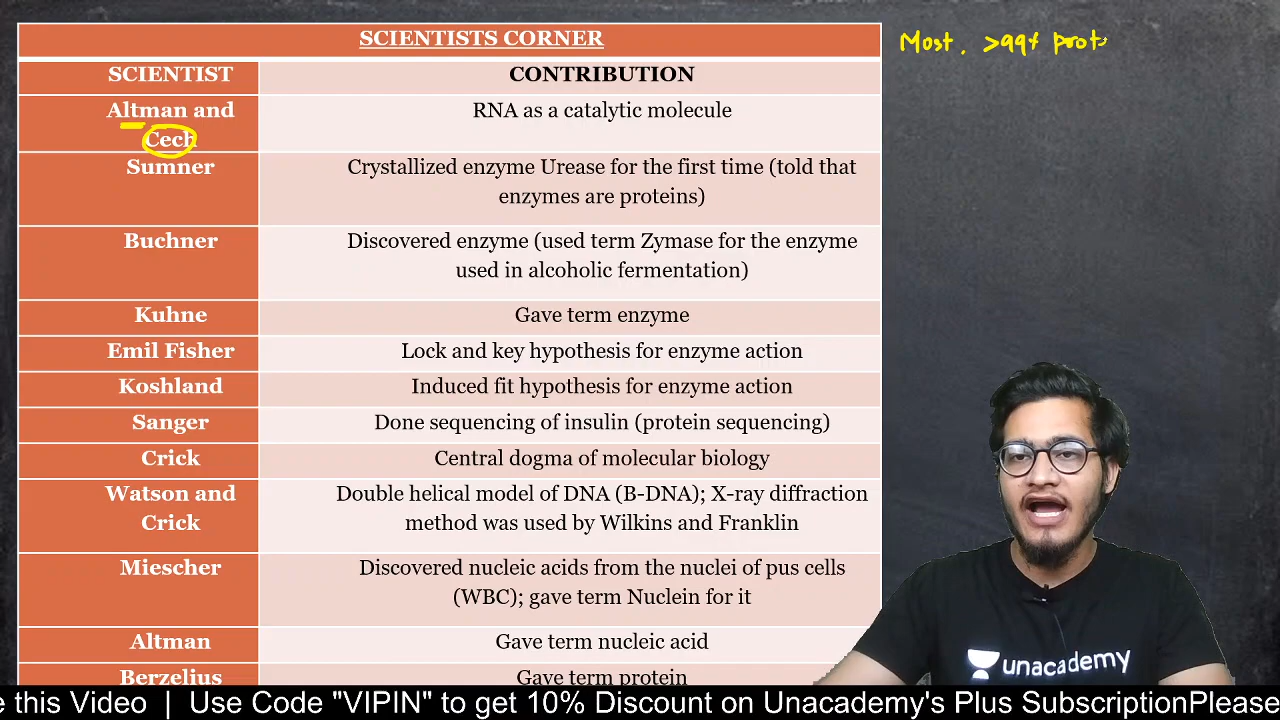 SCIENTISTS CORNER
Most. >99% prot
SCIENTIST CONTRIBUTION
Altman and
Cech
RNA as a catalytic molecule
Sumner
Crystallized enzyme Urease for the first time (told that
enzymes are proteins)
Buchner
Discovered enzyme (used term Zymase for the enzyme
used in alcoholic fermentation)
Kuhne
Gave term enzyme
Emil Fisher
Lock and key hypothesis for enzyme action
Koshland
Induced fit hypothesis for enzyme action
Sanger
Done sequencing of insulin (protein sequencing)
Crick
Central dogma of molecular biology
Watson and
Crick
Double helical model of DNA (B-DNA); X-ray diffraction
method was used by Wilkins and Franklin
Miescher
Discovered nucleic acids from the nuclei of pus cells
(WBC); gave term Nuclein for it
Altman
Gave term nucleic acid
Berzelius
Gave term protein
unacademy
e this Video | Use Code "VIPIN" to get 10% Discount on Unacademy's Plus SubscriptionPlease